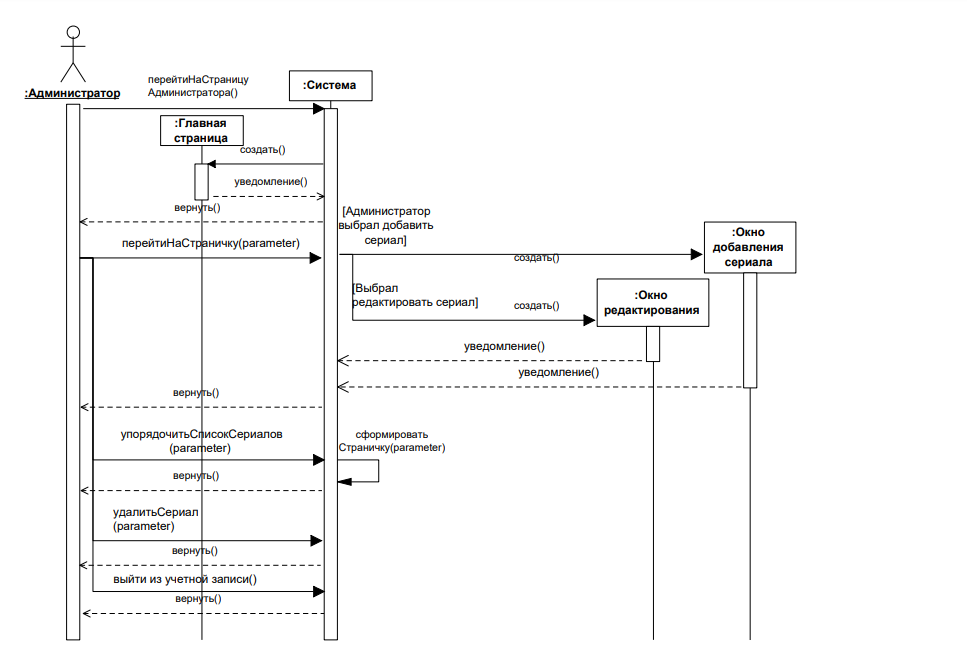 :Администратор
перейтиНаСтраницу
Администратора()
:Система
:Главная
страница
создать()
уведомление()
вернуть()
[Администратор
выбрал добавить
сериал]
:Окно
добавления
сериала
перейтиНаСтраничку(parameter)
создать()
[Выбрал
редактировать сериал]
создать()
:Окно
редактирования
уведомление()
уведомление()
вернуть()
упорядочитьСписокСериалов
(parameter)
сформировать
Страничку(parameter)
вернуть()
удалитьСериал
(parameter)
вернуть()
выйти из учетной записи()
вернуть()